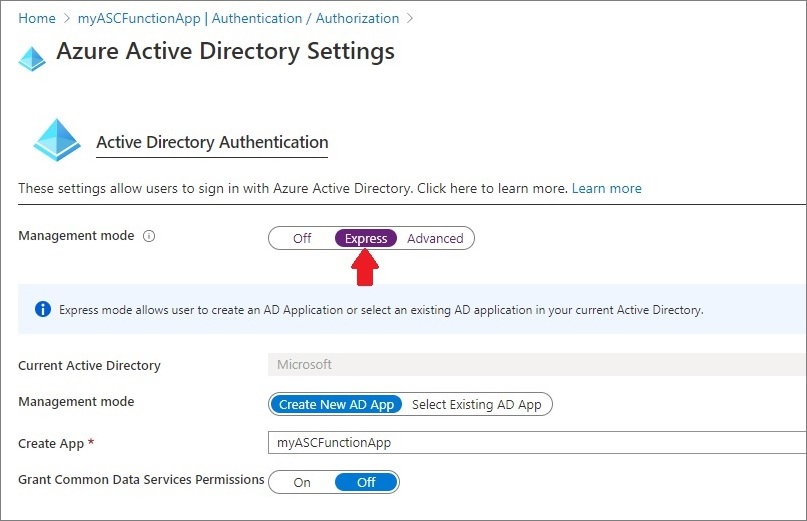 Home > myASCFunctionApp | Authentication / Authorization >
Azure Active Directory Settings
Active Directory Authentication
These settings allow users to sign in with Azure Active Directory. Click here to learn more. Learn more
Management mode
Off Express Advanced
Express mode allows user to create an AD Application or select an existing AD application in your current Active Directory.
Current Active Directory Microsoft
Management mode Create New AD App Select Existing AD App
Create App * myASCFunctionApp
Grant Common Data Services Permissions On Off